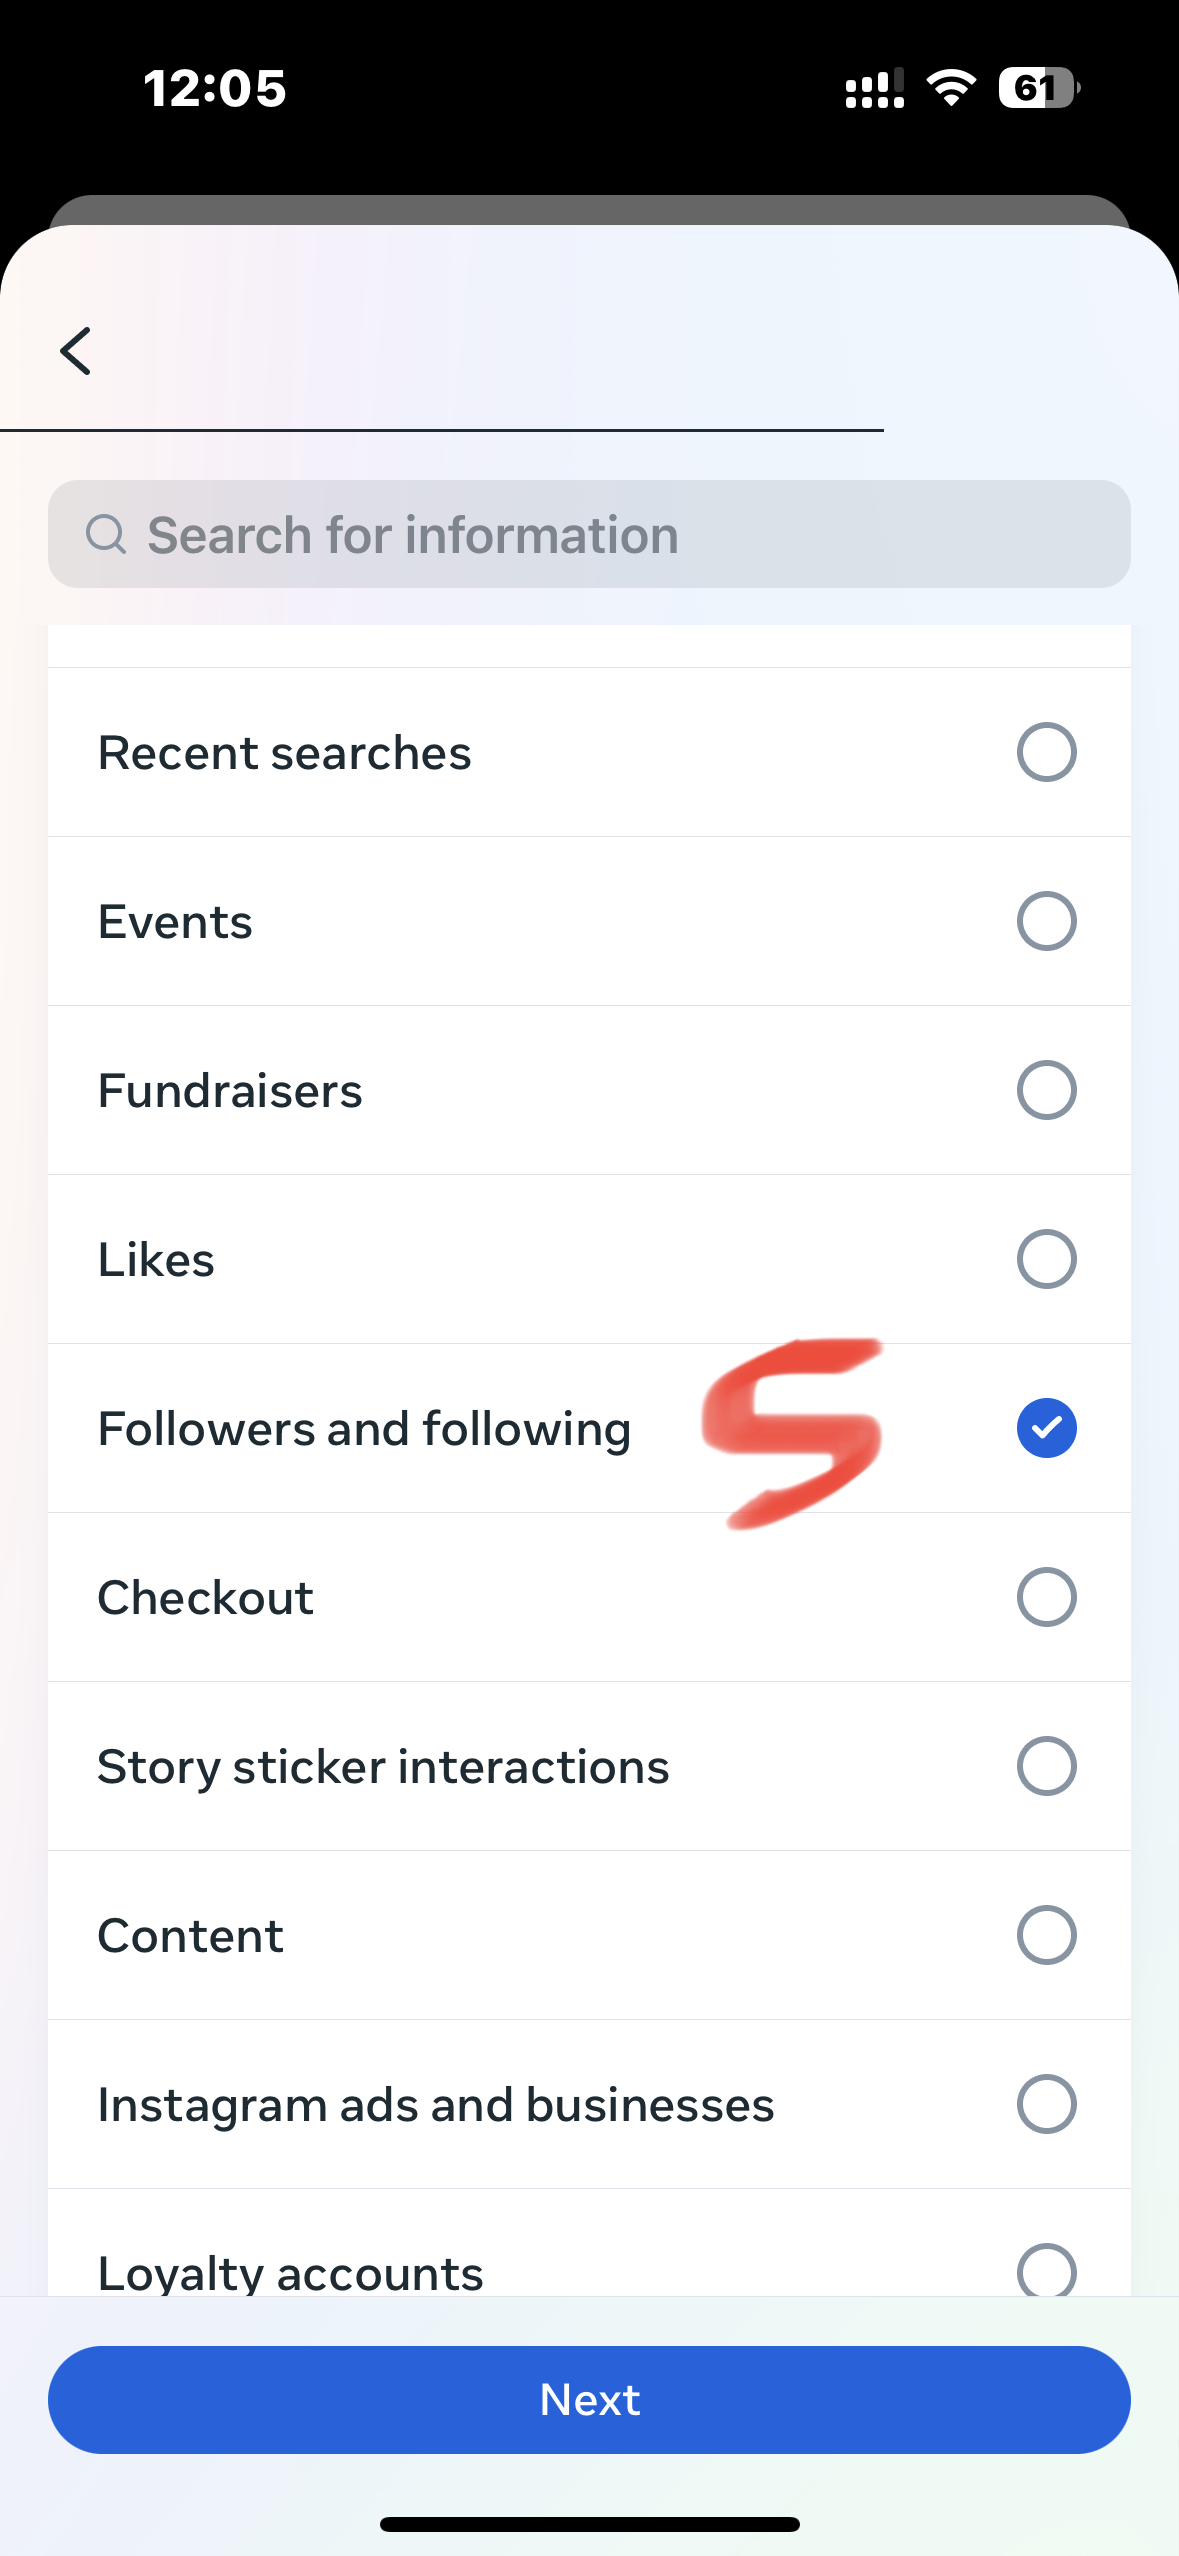 12:05
61
Search for information
Recent searches
Events
Fundraisers
Likes
Followers and following
5
Checkout
Story sticker interactions
Content
Instagram ads and businesses
Loyalty accounts
Next